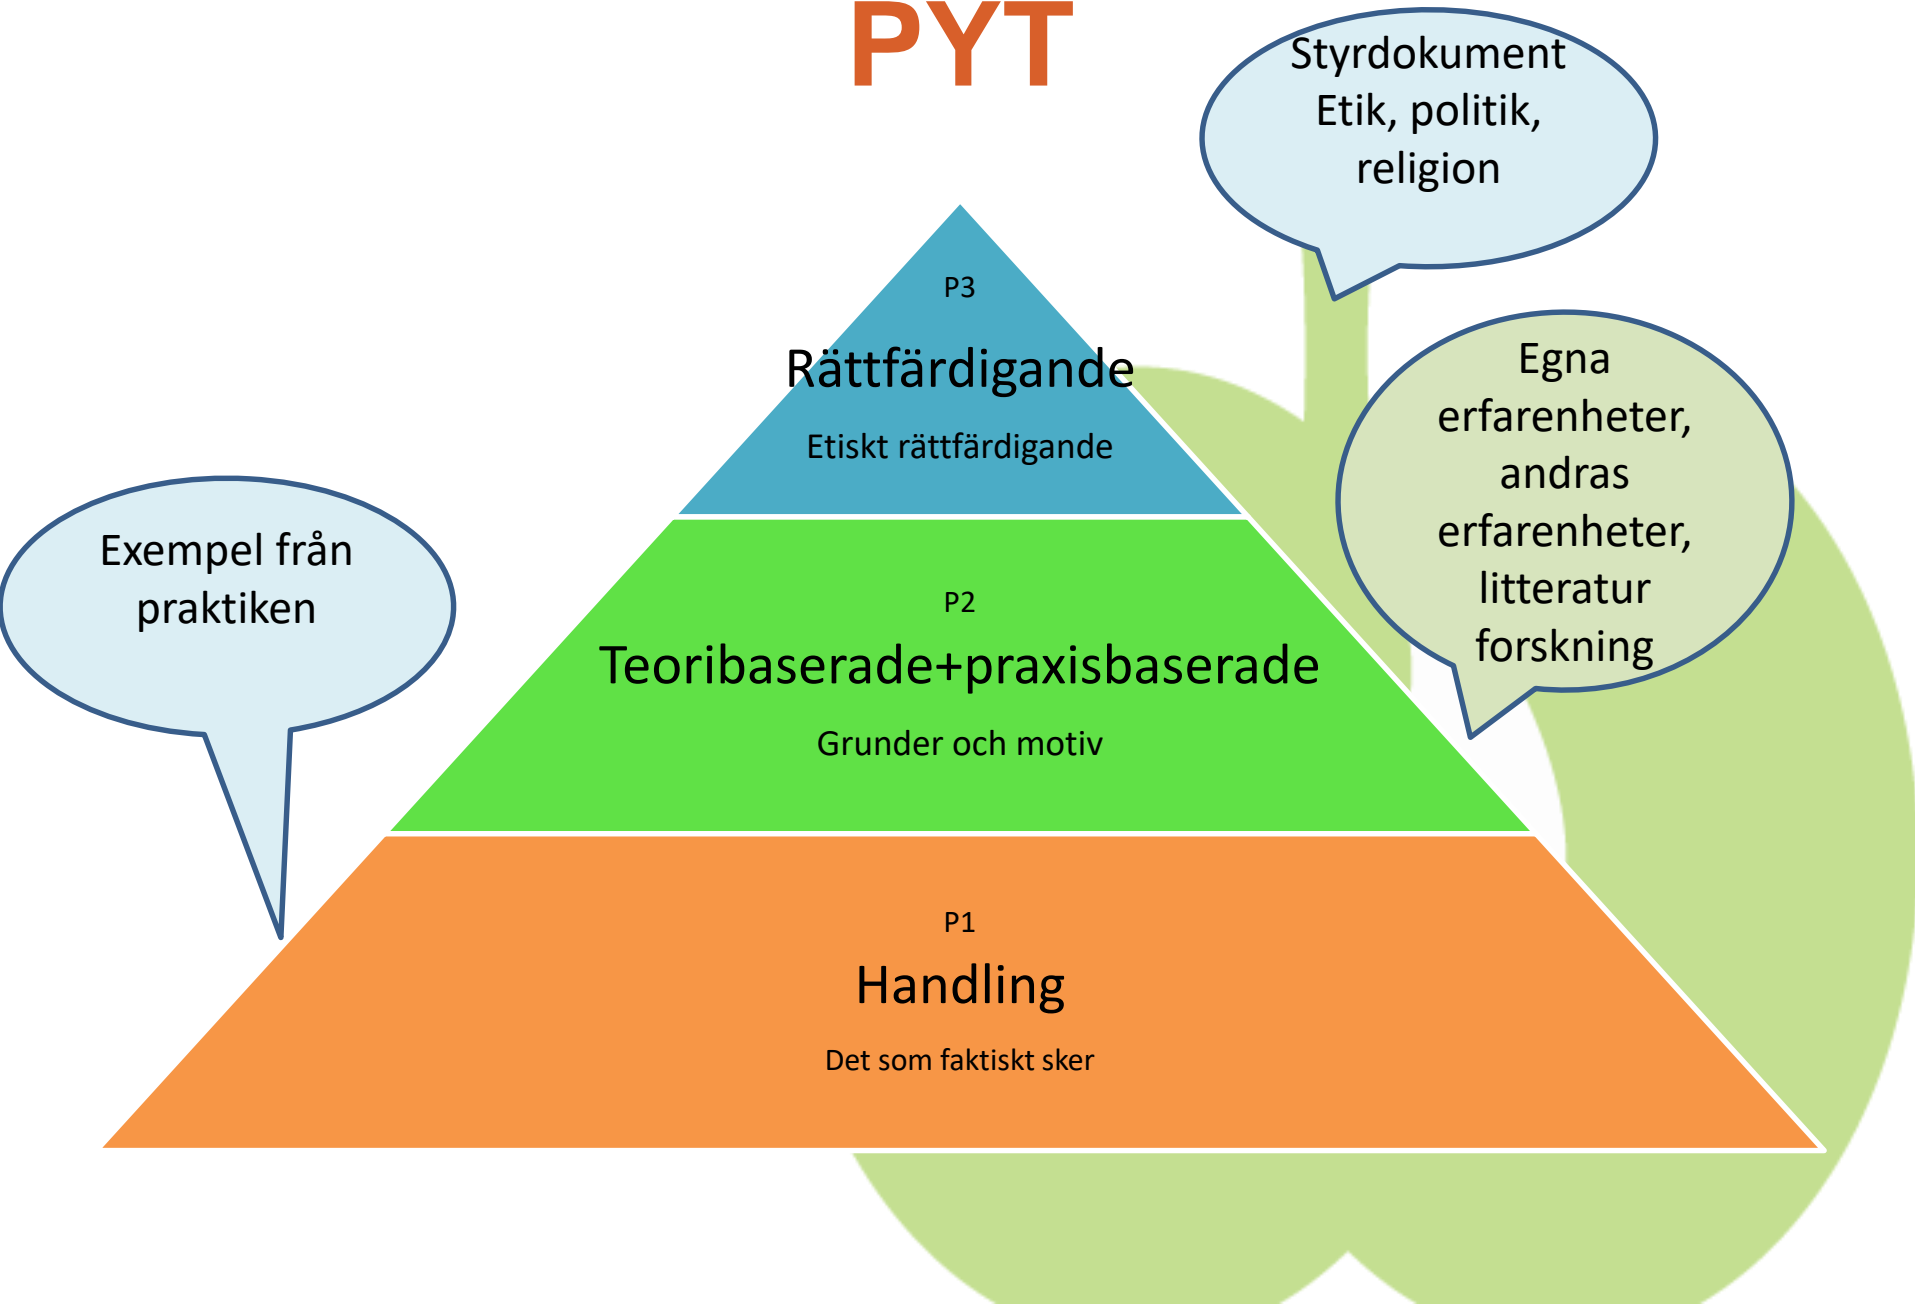 PYT
Styrdokument
Etik, politik,
religion
P3
Rättfärdigande
Etiskt rättfärdigande
Egna
erfarenheter,
andras
erfarenheter,
litteratur
forskning
Exempel från
praktiken
P2
Teoribaserade+praxisbaserade
Grunder och motiv
P1
Handling
Det som faktiskt sker